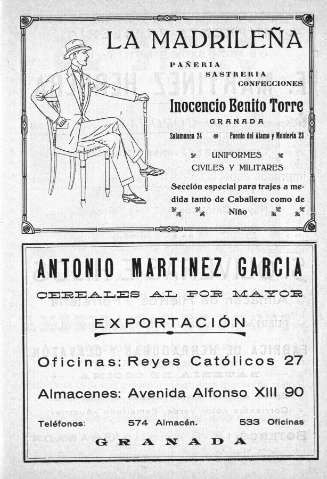 LA MADRILEÑA
PAÑERIA
SASTRERIA
CONFECCIONES
Inocencio Benito Torre
GRANADA
Salamanca 24 Puente del Alamo y Monteria 23
UNIFORMES
CIVILES Y MILITARES
Sección especial para trajes a me-
dida tanto de Caballero como de
Niño
ANTONIO MARTINEZ GARCIA
CEREALES AL POR MAYOR
EXPORTACIÓN
Oficinas: Reyes Católicos 27
Almacenes: Avenida Alfonso XIII 90
Teléfonos: 574 Almacén. 533 Oficinas
GRANADA